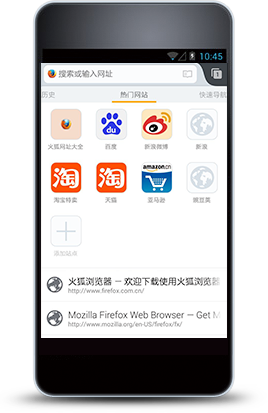 10:45
搜索或输入网址
1
历史 热门网站 快速导航
火狐网址大全 百度 新浪微博 新浪
淘 淘 amazon.cn
淘宝特卖 天猫 亚马逊 豌豆荚
添加站点
火狐浏览器 – 欢迎下载使用火狐浏览
http://www.firefox.com.cn/
Mozilla Firefox Web Browser — Get M
http://www.mozilla.org/en-US/firefox/fx/